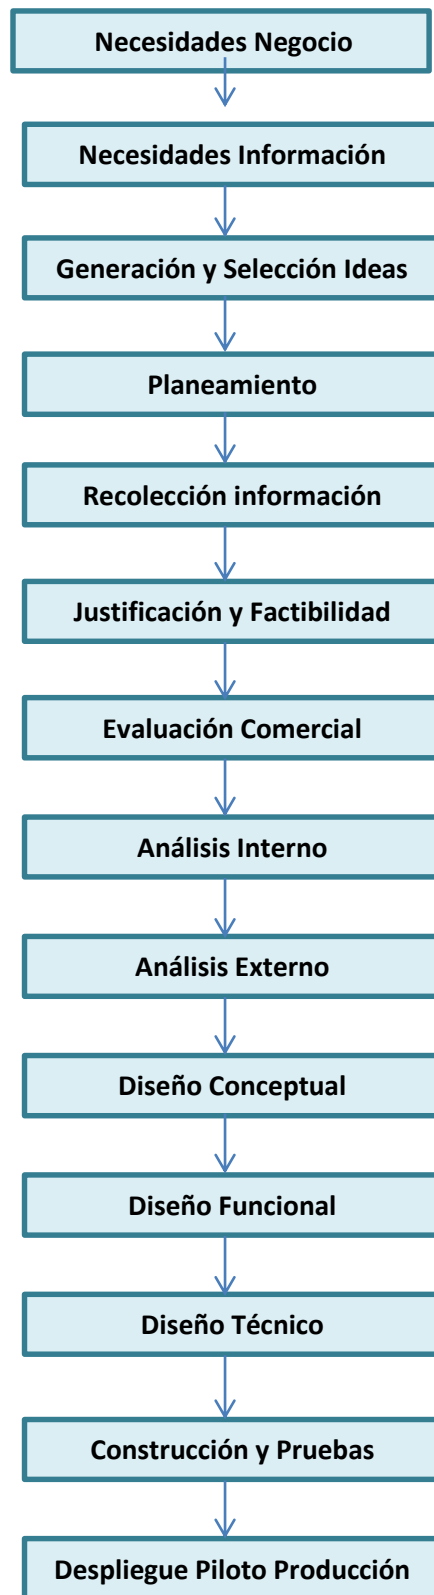 Necesidades Negocio
Necesidades Información
Generación y Selección Ideas
Planeamiento
Recolección información
Justificación y Factibilidad
Evaluación Comercial
Análisis Interno
Análisis Externo
Diseño Conceptual
Diseño Funcional
Diseño Técnico
Construcción y Pruebas
Despliegue Piloto Producción